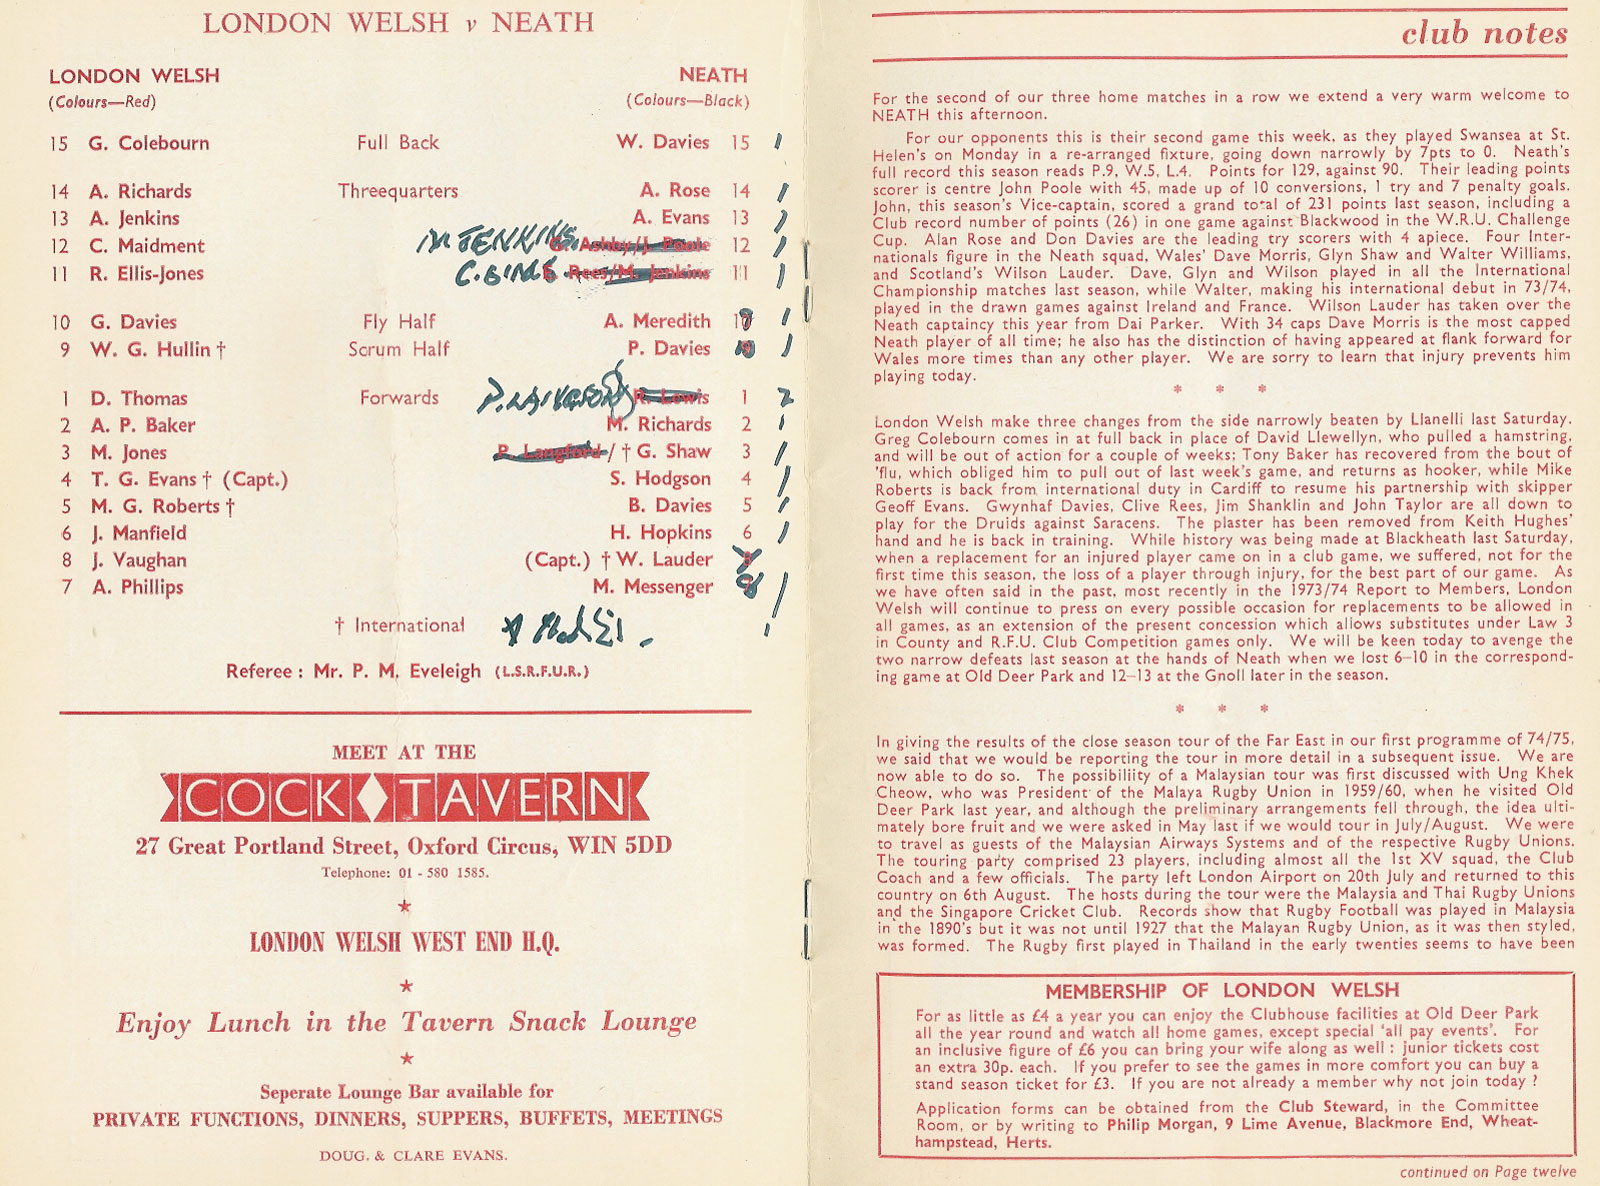 LONDON WELSH v NEATH
LONDON WELSH NEATH
(Colours—Red) (Colours—Black)
15 G. Colebourn Full Back W. Davies 15
14 A. Richards Threequarters A. Rose 14
13 A. Jenkins A. Evans 13
12 C. Maidment M JENKINS G. Ashby/J. Poole 12
11 R. Ellis-Jones Rees/M. Jenkins 11
10 G. Davies Fly Half A. Meredith 10
9 W. G. Hullin † Scrum Half P. Davies
1 D. Thomas Forwards P. LANGFORD R. Lewis 1 2
2 A. P. Baker M. Richards 2
3 M. Jones P. Langford / † G. Shaw 3
4 T. G. Evans † (Capt.) S. Hodgson 4
5 M. G. Roberts † B. Davies 5
6 J. Manfield H. Hopkins 6
8 J. Vaughan (Capt.) † W. Lauder 8
7 A. Phillips M. Messenger
† International
Referee : Mr. P. M. Eveleigh (L.S.R.F.U.R.)
MEET AT THE
COCK TAVERN
27 Great Portland Street, Oxford Circus, WIN 5DD
Telephone: 01 - 580 1585.
LONDON WELSH WEST END H.Q.
Enjoy Lunch in the Tavern Snack Lounge
Seperate Lounge Bar available for
PRIVATE FUNCTIONS, DINNERS, SUPPERS, BUFFETS, MEETINGS
DOUG. & CLARE EVANS.
club notes
For the second of our three home matches in a row we extend a very warm welcome to
NEATH this afternoon.
For our opponents this is their second game this week, as they played Swansea at St.
Helen's on Monday in a re-arranged fixture, going down narrowly by 7pts to 0. Neath's
full record this season reads P.9, W.5, L.4. Points for 129, against 90. Their leading points
scorer is centre John Poole with 45, made up of 10 conversions, 1 try and 7 penalty goals.
John, this season's Vice-captain, scored a grand total of 231 points last season, including a
Club record number of points (26) in one game against Blackwood in the W.R.U. Challenge
Cup. Alan Rose and Don Davies are the leading try scorers with 4 apiece. Four Inter-
nationals figure in the Neath squad, Wales' Dave Morris, Glyn Shaw and Walter Williams,
and Scotland's Wilson Lauder. Dave, Glyn and Wilson played in all the International
Championship matches last season, while Walter, making his international debut in 73/74,
played in the drawn games against Ireland and France. Wilson Lauder has taken over the
Neath captaincy this year from Dai Parker. With 34 caps Dave Morris is the most capped
Neath player of all time; he also has the distinction of having appeared at flank forward for
Wales more times than any other player. We are sorry to learn that injury prevents him
playing today.
* * *
London Welsh make three changes from the side narrowly beaten by Llanelli last Saturday.
Greg Colebourn comes in at full back in place of David Llewellyn, who pulled a hamstring,
and will be out of action for a couple of weeks; Tony Baker has recovered from the bout of
'flu, which obliged him to pull out of last week's game, and returns as hooker, while Mike
Roberts is back from international duty in Cardiff to resume his partnership with skipper
Geoff Evans. Gwynhaf Davies, Clive Rees, Jim Shanklin and John Taylor are all down to
play for the Druids against Saracens. The plaster has been removed from Keith Hughes'
hand and he is back in training. While history was being made at Blackheath last Saturday,
when a replacement for an injured player came on in a club game, we suffered, not for the
first time this season, the loss of a player through injury, for the best part of our game. As
we have often said in the past, most recently in the 1973/74 Report to Members, London
Welsh will continue to press on every possible occasion for replacements to be allowed in
all games, as an extension of the present concession which allows substitutes under Law 3
in County and R.F.U. Club Competition games only. We will be keen today to avenge the
two narrow defeats last season at the hands of Neath when we lost 6–10 in the correspond-
ing game at Old Deer Park and 12–13 at the Gnoll later in the season.
* * *
In giving the results of the close season tour of the Far East in our first programme of 74/75,
we said that we would be reporting the tour in more detail in a subsequent issue. We are
now able to do so. The possibility of a Malaysian tour was first discussed with Ung Khek
Cheow, who was President of the Malaya Rugby Union in 1959/60, when he visited Old
Deer Park last year, and although the preliminary arrangements fell through, the idea ulti-
mately bore fruit and we were asked in May last if we would tour in July/August. We were
to travel as guests of the Malaysian Airways Systems and of the respective Rugby Unions.
The touring party comprised 23 players, including almost all the 1st XV squad, the Club
Coach and a few officials. The party left London Airport on 20th July and returned to this
country on 6th August. The hosts during the tour were the Malaysia and Thai Rugby Unions
and the Singapore Cricket Club. Records show that Rugby Football was played in Malaysia
in the 1890's but it was not until 1927 that the Malayan Rugby Union, as it was then styled,
was formed. The Rugby first played in Thailand in the early twenties seems to have been
MEMBERSHIP OF LONDON WELSH
For as little as £4 a year you can enjoy the Clubhouse facilities at Old Deer Park
all the year round and watch all home games, except special 'all pay events'. For
an inclusive figure of £6 you can bring your wife along as well : junior tickets cost
an extra 30p. each. If you prefer to see the games in more comfort you can buy a
stand season ticket for £3. If you are not already a member why not join today ?
Application forms can be obtained from the Club Steward, in the Committee
Room, or by writing to Philip Morgan, 9 Lime Avenue, Blackmore End, Wheat-
hampstead, Herts.
continued on Page twelve